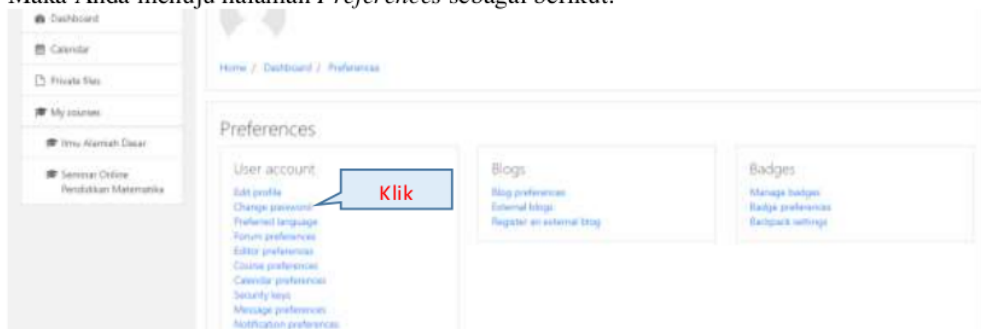 Maka Anda menuju halaman Preferences sebagai berikut:
Dashboard
Calendar
Private files
My courses
Ilmu Alamiah Dasar
Seminar Online
Pendidikan Matematika
Home / Dashboard / Preferences
Preferences
User account
Edit profile
Change password
Preferred language
Forum preferences
Editor preferences
Course preferences
Calendar preferences
Security keys
Message preferences
Notification preferences
Klik
Blogs
Blog preferences
External blogs
Register an external blog
Badges
Manage badges
Badge preferences
Backpack settings